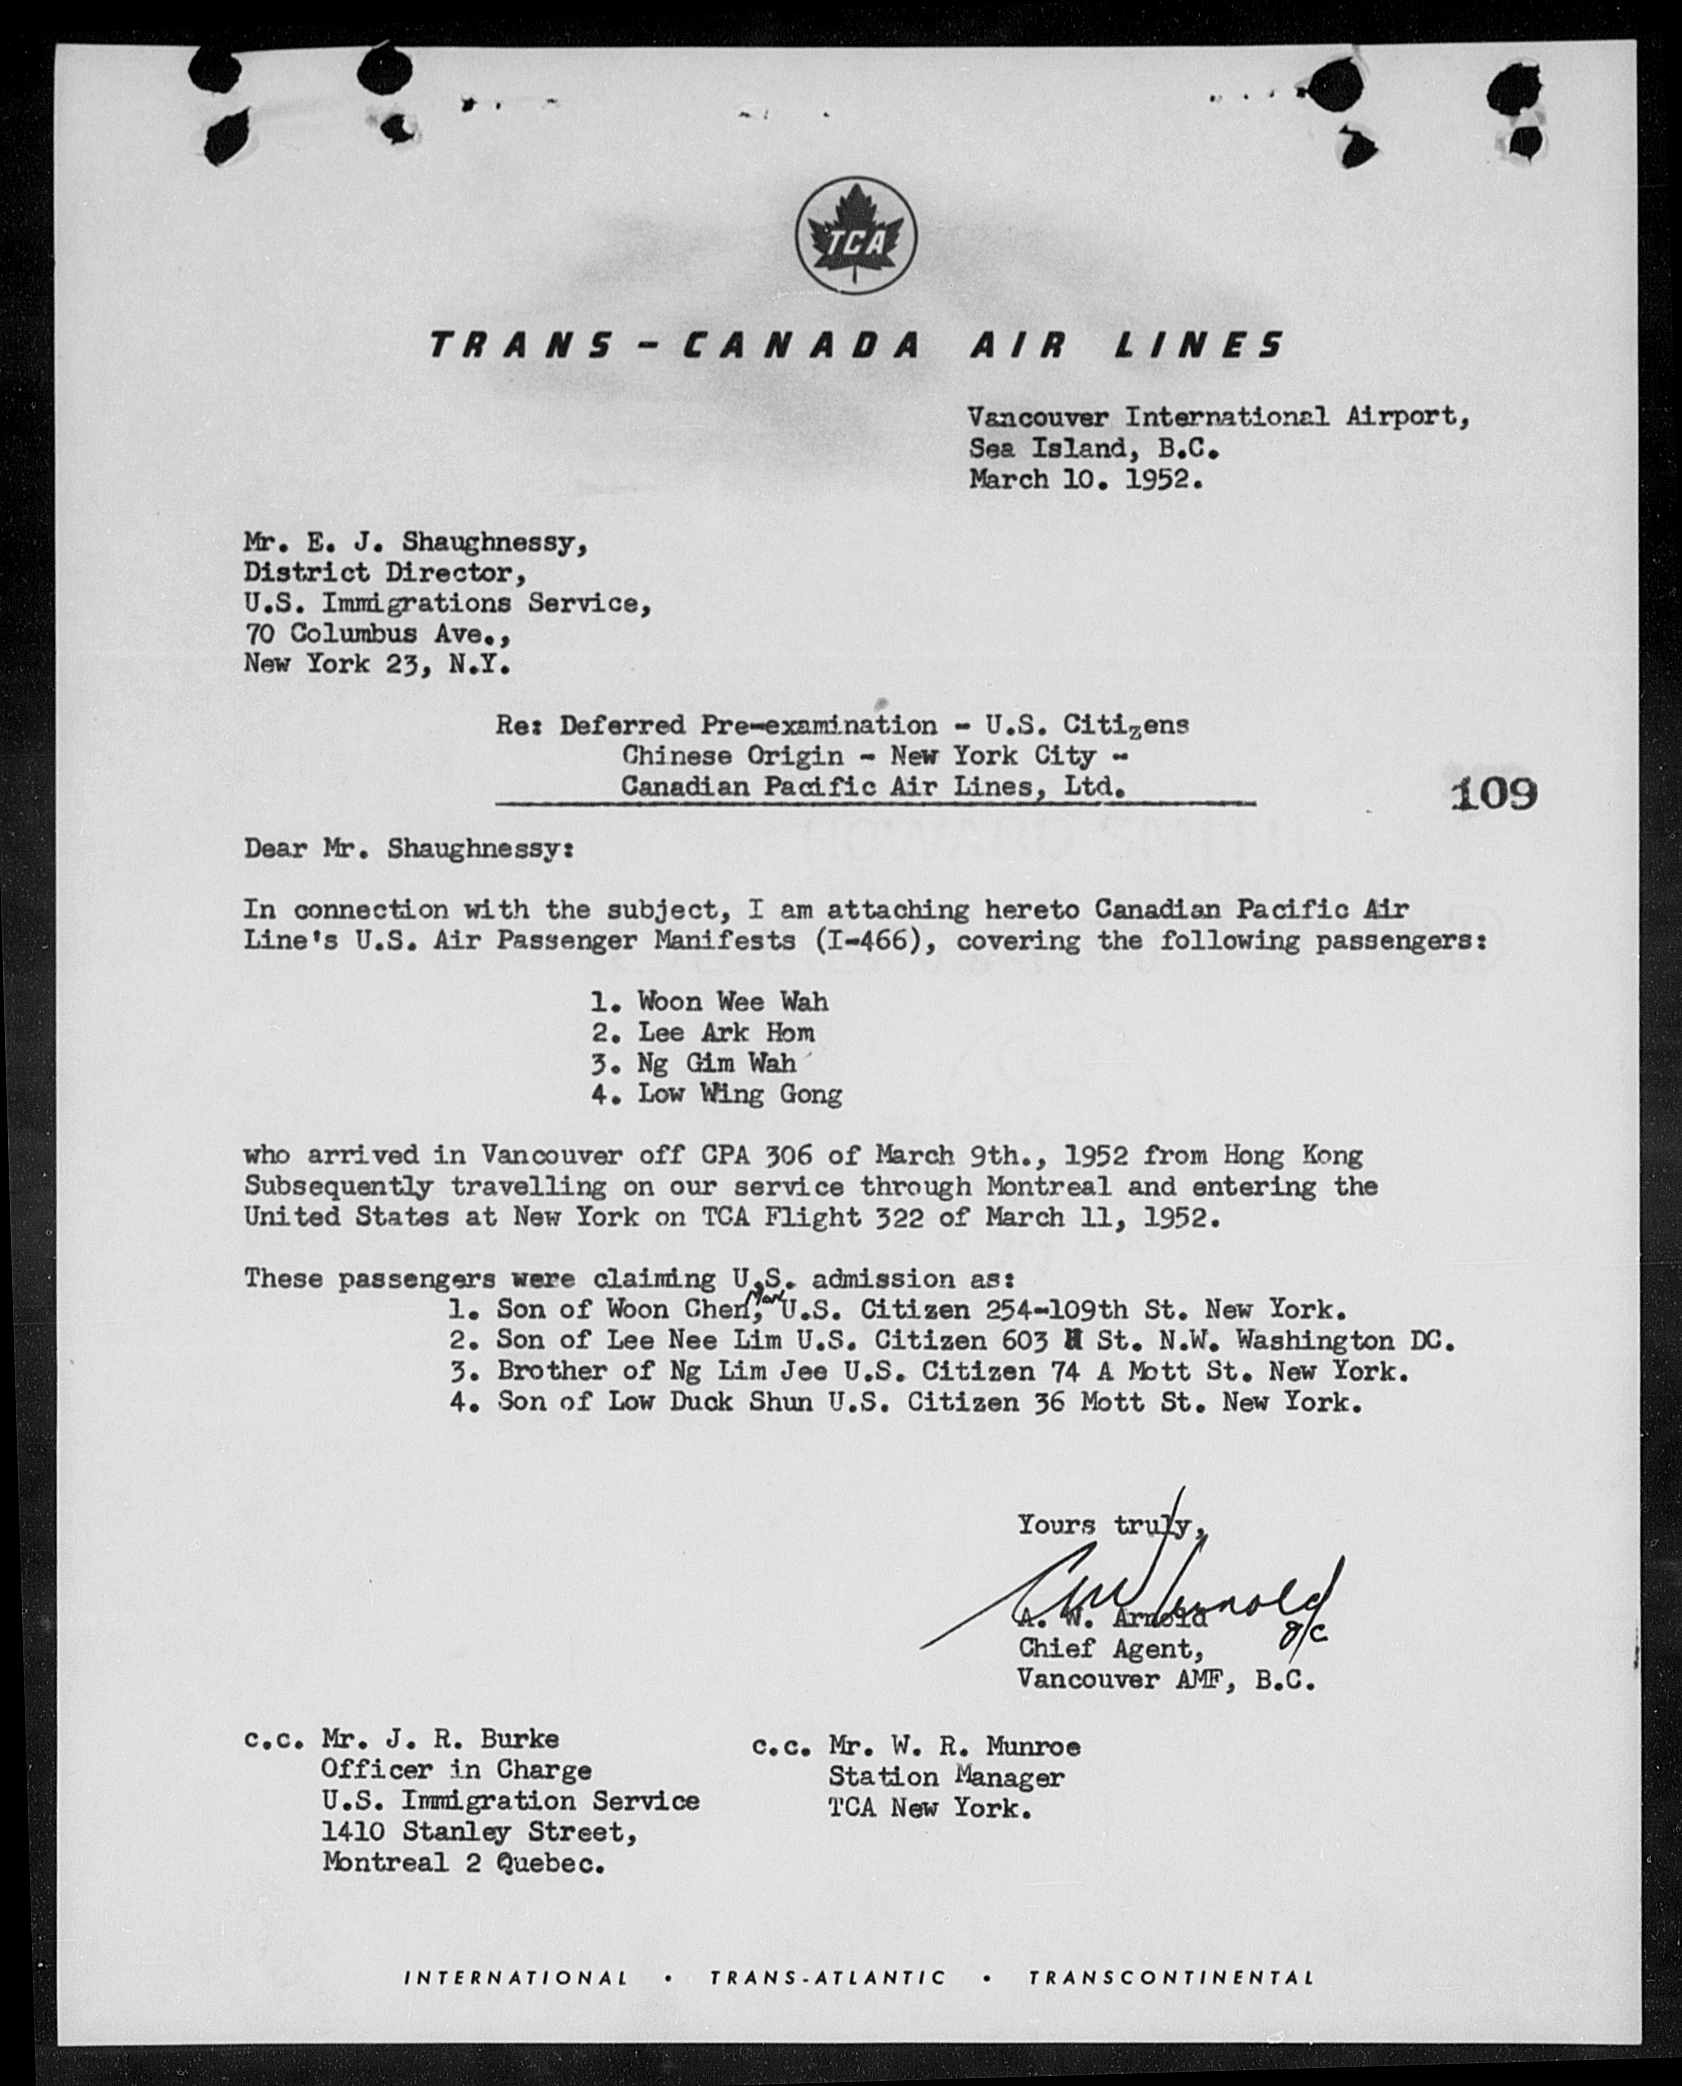 TCA
TRANS-CANADA AIR LINES
Vancouver International Airport,
Sea Island, B.C.
March 10. 1952.
Mr. E. J. Shaughnessy,
District Director,
U.S. Immigrations Service,
70 Columbus Ave.,
New York 23, N.Y.
Re: Deferred Pre-examination - U.S. Citizens
Chinese Origin - New York City -
Canadian Pacific Air Lines, Ltd.
109
Dear Mr. Shaughnessy:
In connection with the subject, I am attaching hereto Canadian Pacific Air
Line's U.S. Air Passenger Manifests (I-466), covering the following passengers:
1. Woon Wee Wah
2. Lee Ark Hom
3. Ng Gim Wah
4. Low Wing Gong
who arrived in Vancouver off CPA 306 of March 9th., 1952 from Hong Kong
Subsequently travelling on our service through Montreal and entering the
United States at New York on TCA Flight 322 of March 11, 1952.
These passengers were claiming U.S. admission as:
1. Son of Woon Chen, U.S. Citizen 254-109th St. New York.
2. Son of Lee Nee Lim U.S. Citizen 603 H St. N.W. Washington DC.
3. Brother of Ng Lim Jee U.S. Citizen 74 A Mott St. New York.
4. Son of Low Duck Shun U.S. Citizen 36 Mott St. New York.
Yours truly,
AW Arnold
A. W. Arnold
Chief Agent,
Vancouver AMF, B.C.
c.c. Mr. J. R. Burke
Officer in Charge
U.S. Immigration Service
1410 Stanley Street,
Montreal 2 Quebec.
c.c. Mr. W. R. Munroe
Station Manager
TCA New York.
INTERNATIONAL • TRANS-ATLANTIC • TRANSCONTINENTAL